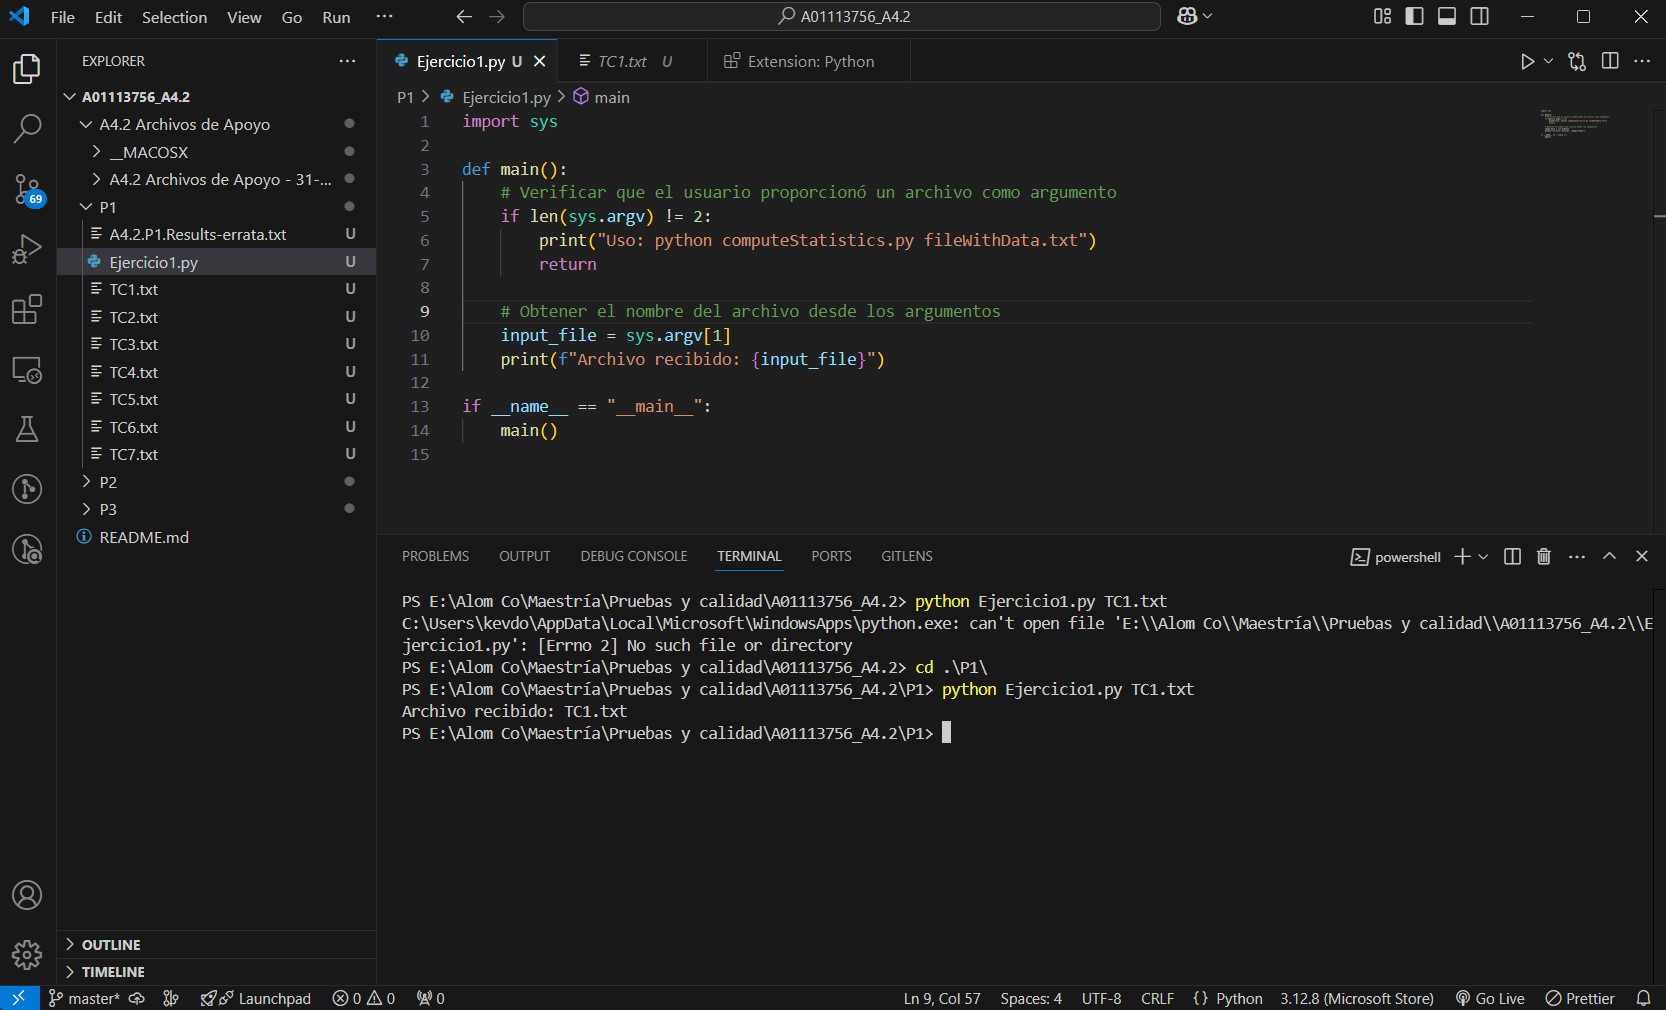 File Edit Selection View Go Run ··· A01113756_A4.2
EXPLORER ···
A01113756_A4.2
A4.2 Archivos de Apoyo
__MACOSX
A4.2 Archivos de Apoyo - 31-...
P1
A4.2.P1.Results-errata.txt U
Ejercicio1.py U
TC1.txt U
TC2.txt U
TC3.txt U
TC4.txt U
TC5.txt U
TC6.txt U
TC7.txt U
P2
P3
README.md
69
OUTLINE
TIMELINE
Ejercicio1.py U TC1.txt U Extension: Python
P1 > Ejercicio1.py > main
1 import sys
2
3 def main():
4 # Verificar que el usuario proporcionó un archivo como argumento
5 if len(sys.argv) != 2:
6 print("Uso: python computeStatistics.py fileWithData.txt")
7 return
8
9 # Obtener el nombre del archivo desde los argumentos
10 input_file = sys.argv[1]
11 print(f"Archivo recibido: {input_file}")
12
13 if __name__ == "__main__":
14 main()
15
PROBLEMS OUTPUT DEBUG CONSOLE TERMINAL PORTS GITLENS powershell
PS E:\Alom Co\Maestría\Pruebas y calidad\A01113756_A4.2> python Ejercicio1.py TC1.txt
C:\Users\kevdo\AppData\Local\Microsoft\WindowsApps\python.exe: can't open file 'E:\\Alom Co\\Maestría\\Pruebas y calidad\\A01113756_A4.2\\E
jercicio1.py': [Errno 2] No such file or directory
PS E:\Alom Co\Maestría\Pruebas y calidad\A01113756_A4.2> cd .\P1\
PS E:\Alom Co\Maestría\Pruebas y calidad\A01113756_A4.2\P1> python Ejercicio1.py TC1.txt
Archivo recibido: TC1.txt
PS E:\Alom Co\Maestría\Pruebas y calidad\A01113756_A4.2\P1>
master* Launchpad 0 0 0 Ln 9, Col 57 Spaces: 4 UTF-8 CRLF {} Python 3.12.8 (Microsoft Store) Go Live Prettier